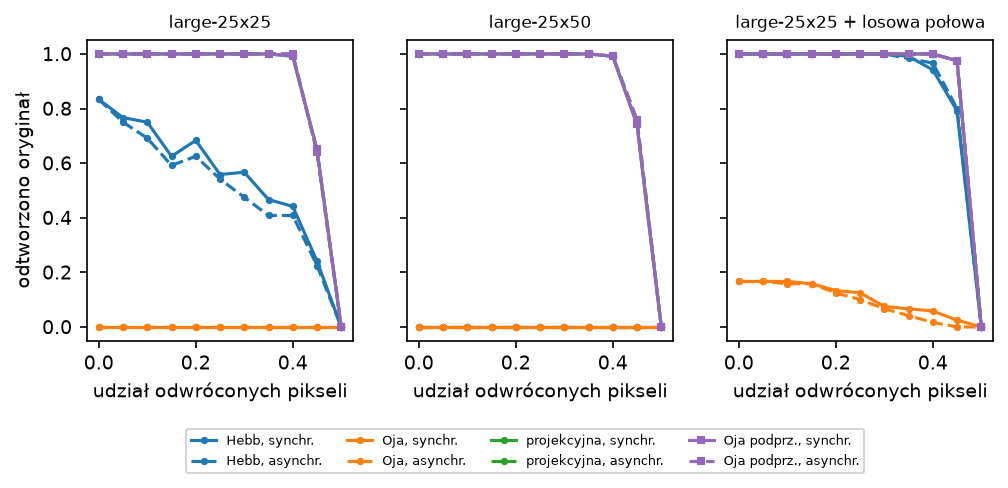 large-25x25
large-25x50
large-25x25 + losowa połowa
odtworzono oryginał
1.0
0.8
0.6
0.4
0.2
0.0
0.0 0.2 0.4
0.0 0.2 0.4
0.0 0.2 0.4
udział odwróconych pikseli
udział odwróconych pikseli
udział odwróconych pikseli
Hebb, synchr.
Hebb, asynchr.
Oja, synchr.
Oja, asynchr.
projekcyjna, synchr.
projekcyjna, asynchr.
Oja podprz., synchr.
Oja podprz., asynchr.